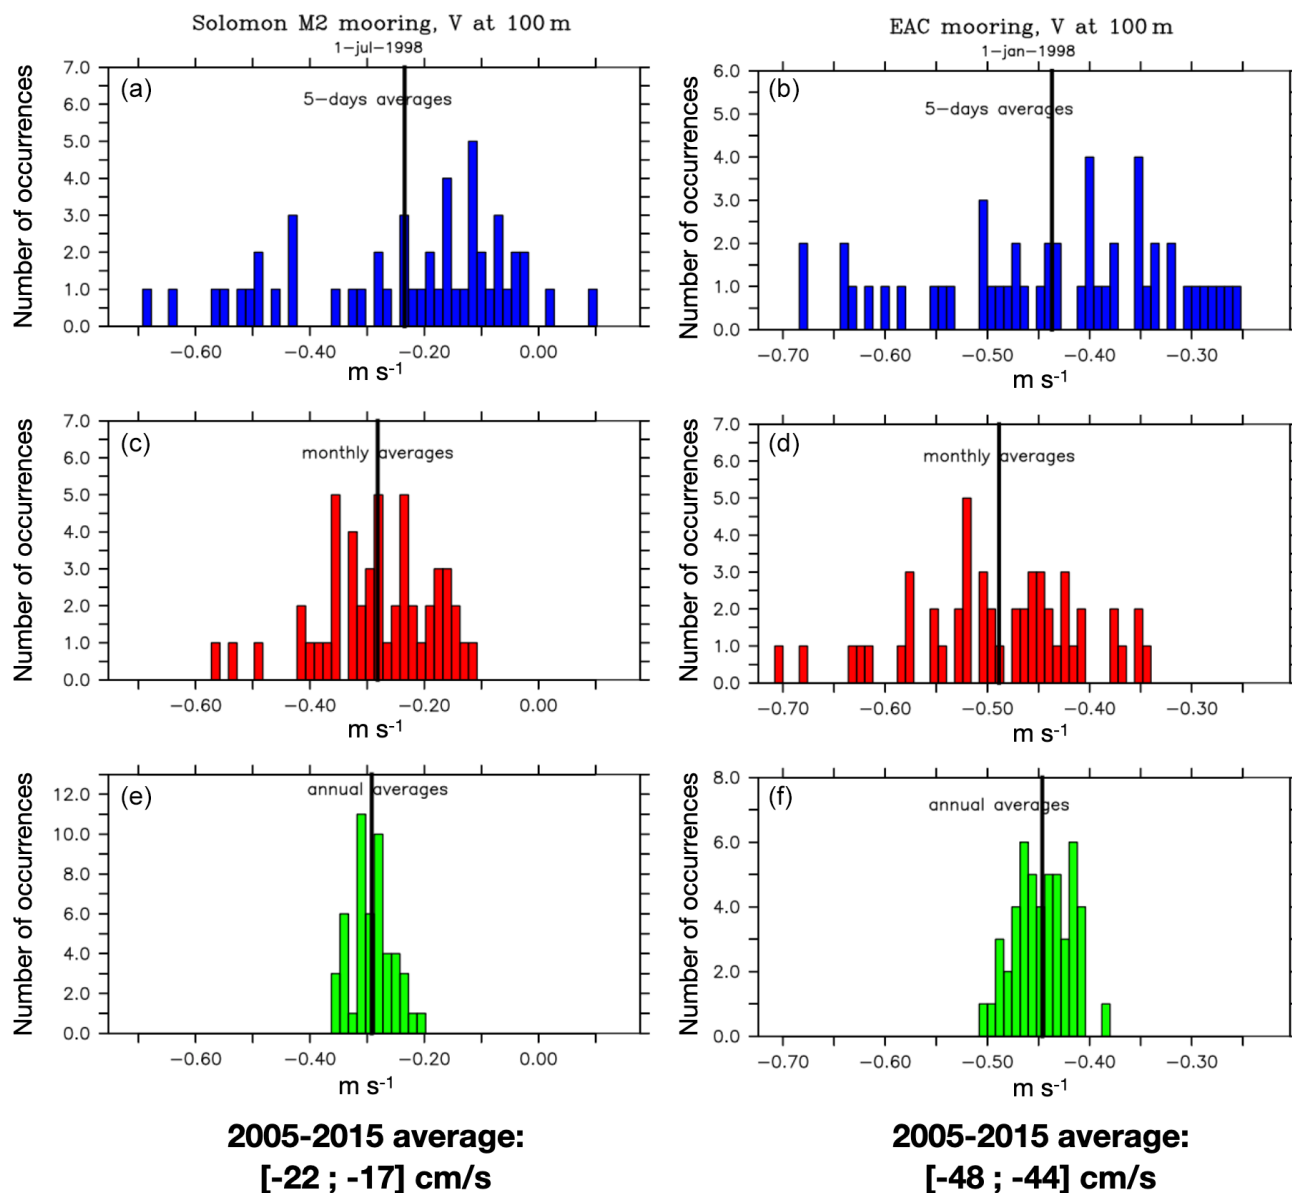 Solomon M2 mooring, V at 100 m
1-jul-1998
EAC mooring, V at 100 m
1-jan-1998
(a)
5-days averages
Number of occurrences
7.0
6.0
5.0
4.0
3.0
2.0
1.0
0.0
-0.60 -0.40 -0.20 0.00
m s-1
(b)
5-days averages
Number of occurrences
6.0
5.0
4.0
3.0
2.0
1.0
0.0
-0.70 -0.60 -0.50 -0.40 -0.30
m s-1
(c)
monthly averages
Number of occurrences
7.0
6.0
5.0
4.0
3.0
2.0
1.0
0.0
-0.60 -0.40 -0.20 0.00
m s-1
(d)
monthly averages
Number of occurrences
7.0
6.0
5.0
4.0
3.0
2.0
1.0
0.0
-0.70 -0.60 -0.50 -0.40 -0.30
m s-1
(e)
annual averages
Number of occurrences
12.0
10.0
8.0
6.0
4.0
2.0
0.0
-0.60 -0.40 -0.20 0.00
m s-1
(f)
annual averages
Number of occurrences
8.0
6.0
4.0
2.0
0.0
-0.70 -0.60 -0.50 -0.40 -0.30
m s-1
2005-2015 average:
[-22 ; -17] cm/s
2005-2015 average:
[-48 ; -44] cm/s